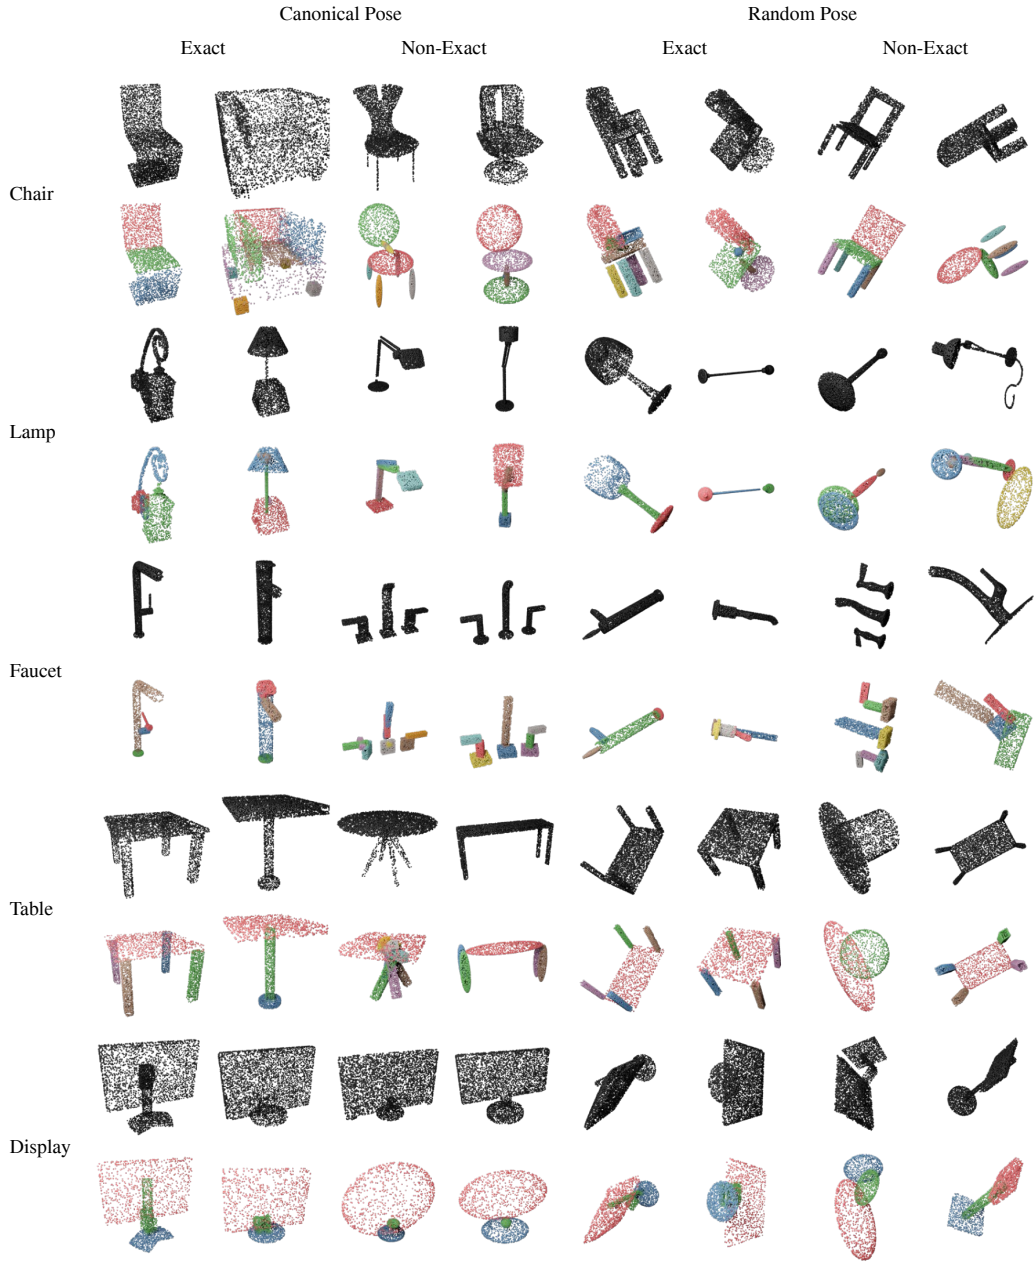 Canonical Pose Random Pose
Exact Non-Exact Exact Non-Exact
Chair
Lamp
Faucet
Table
Display